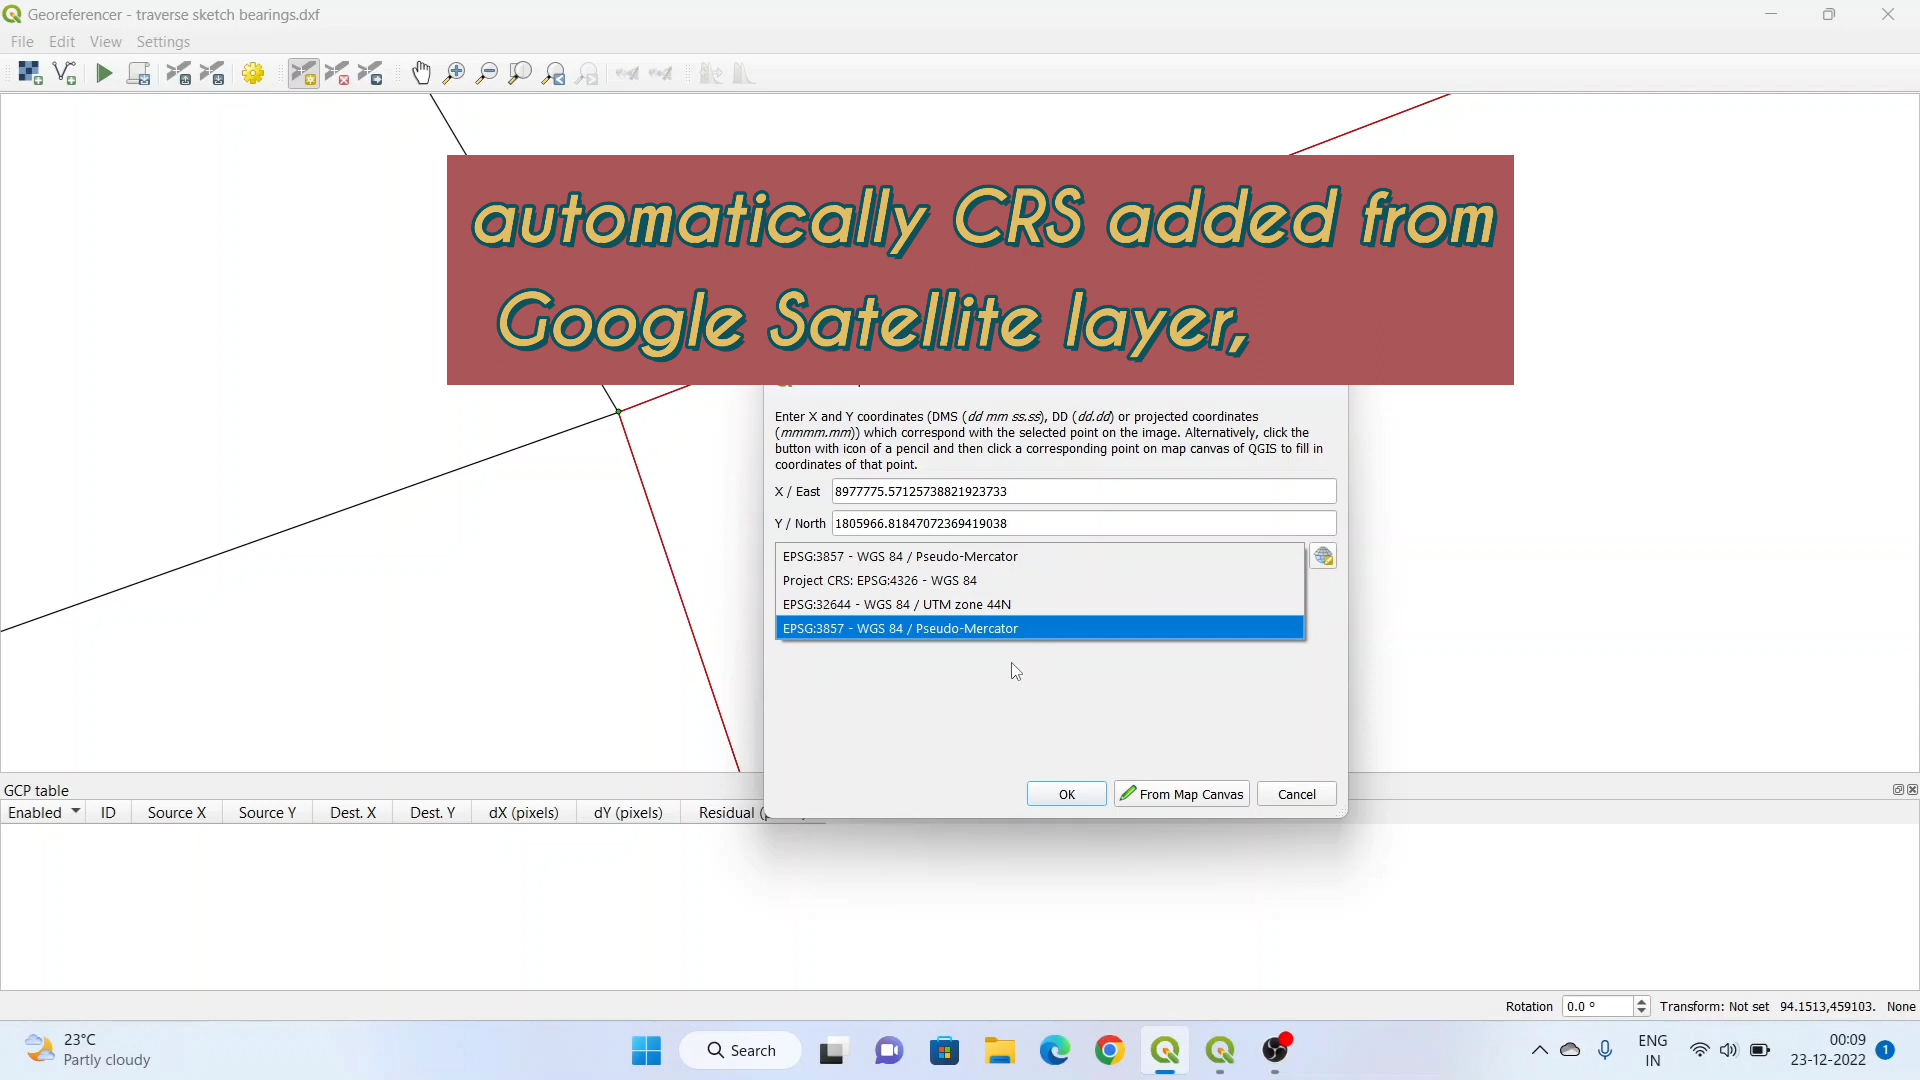 Georeferencer - traverse sketch bearings.dxf
File Edit View Settings
automatically CRS added from
Google Satellite layer,
Enter X and Y coordinates (DMS (dd mm ss.ss), DD (dd.dd) or projected coordinates
(mmmm.mm)) which correspond with the selected point on the image. Alternatively, click the
button with icon of a pencil and then click a corresponding point on map canvas of QGIS to fill in
coordinates of that point.
X / East 8977775.57125738821923733
Y / North 1805966.81847072369419038
EPSG:3857 - WGS 84 / Pseudo-Mercator
Project CRS: EPSG:4326 - WGS 84
EPSG:32644 - WGS 84 / UTM zone 44N
EPSG:3857 - WGS 84 / Pseudo-Mercator
OK From Map Canvas Cancel
GCP table
Enabled ID Source X Source Y Dest. X Dest. Y dX (pixels) dY (pixels) Residual
Rotation 0.0 ° Transform: Not set 94.1513,459103. None
23°C
Partly cloudy
Search
ENG
IN
00:09
23-12-2022
1